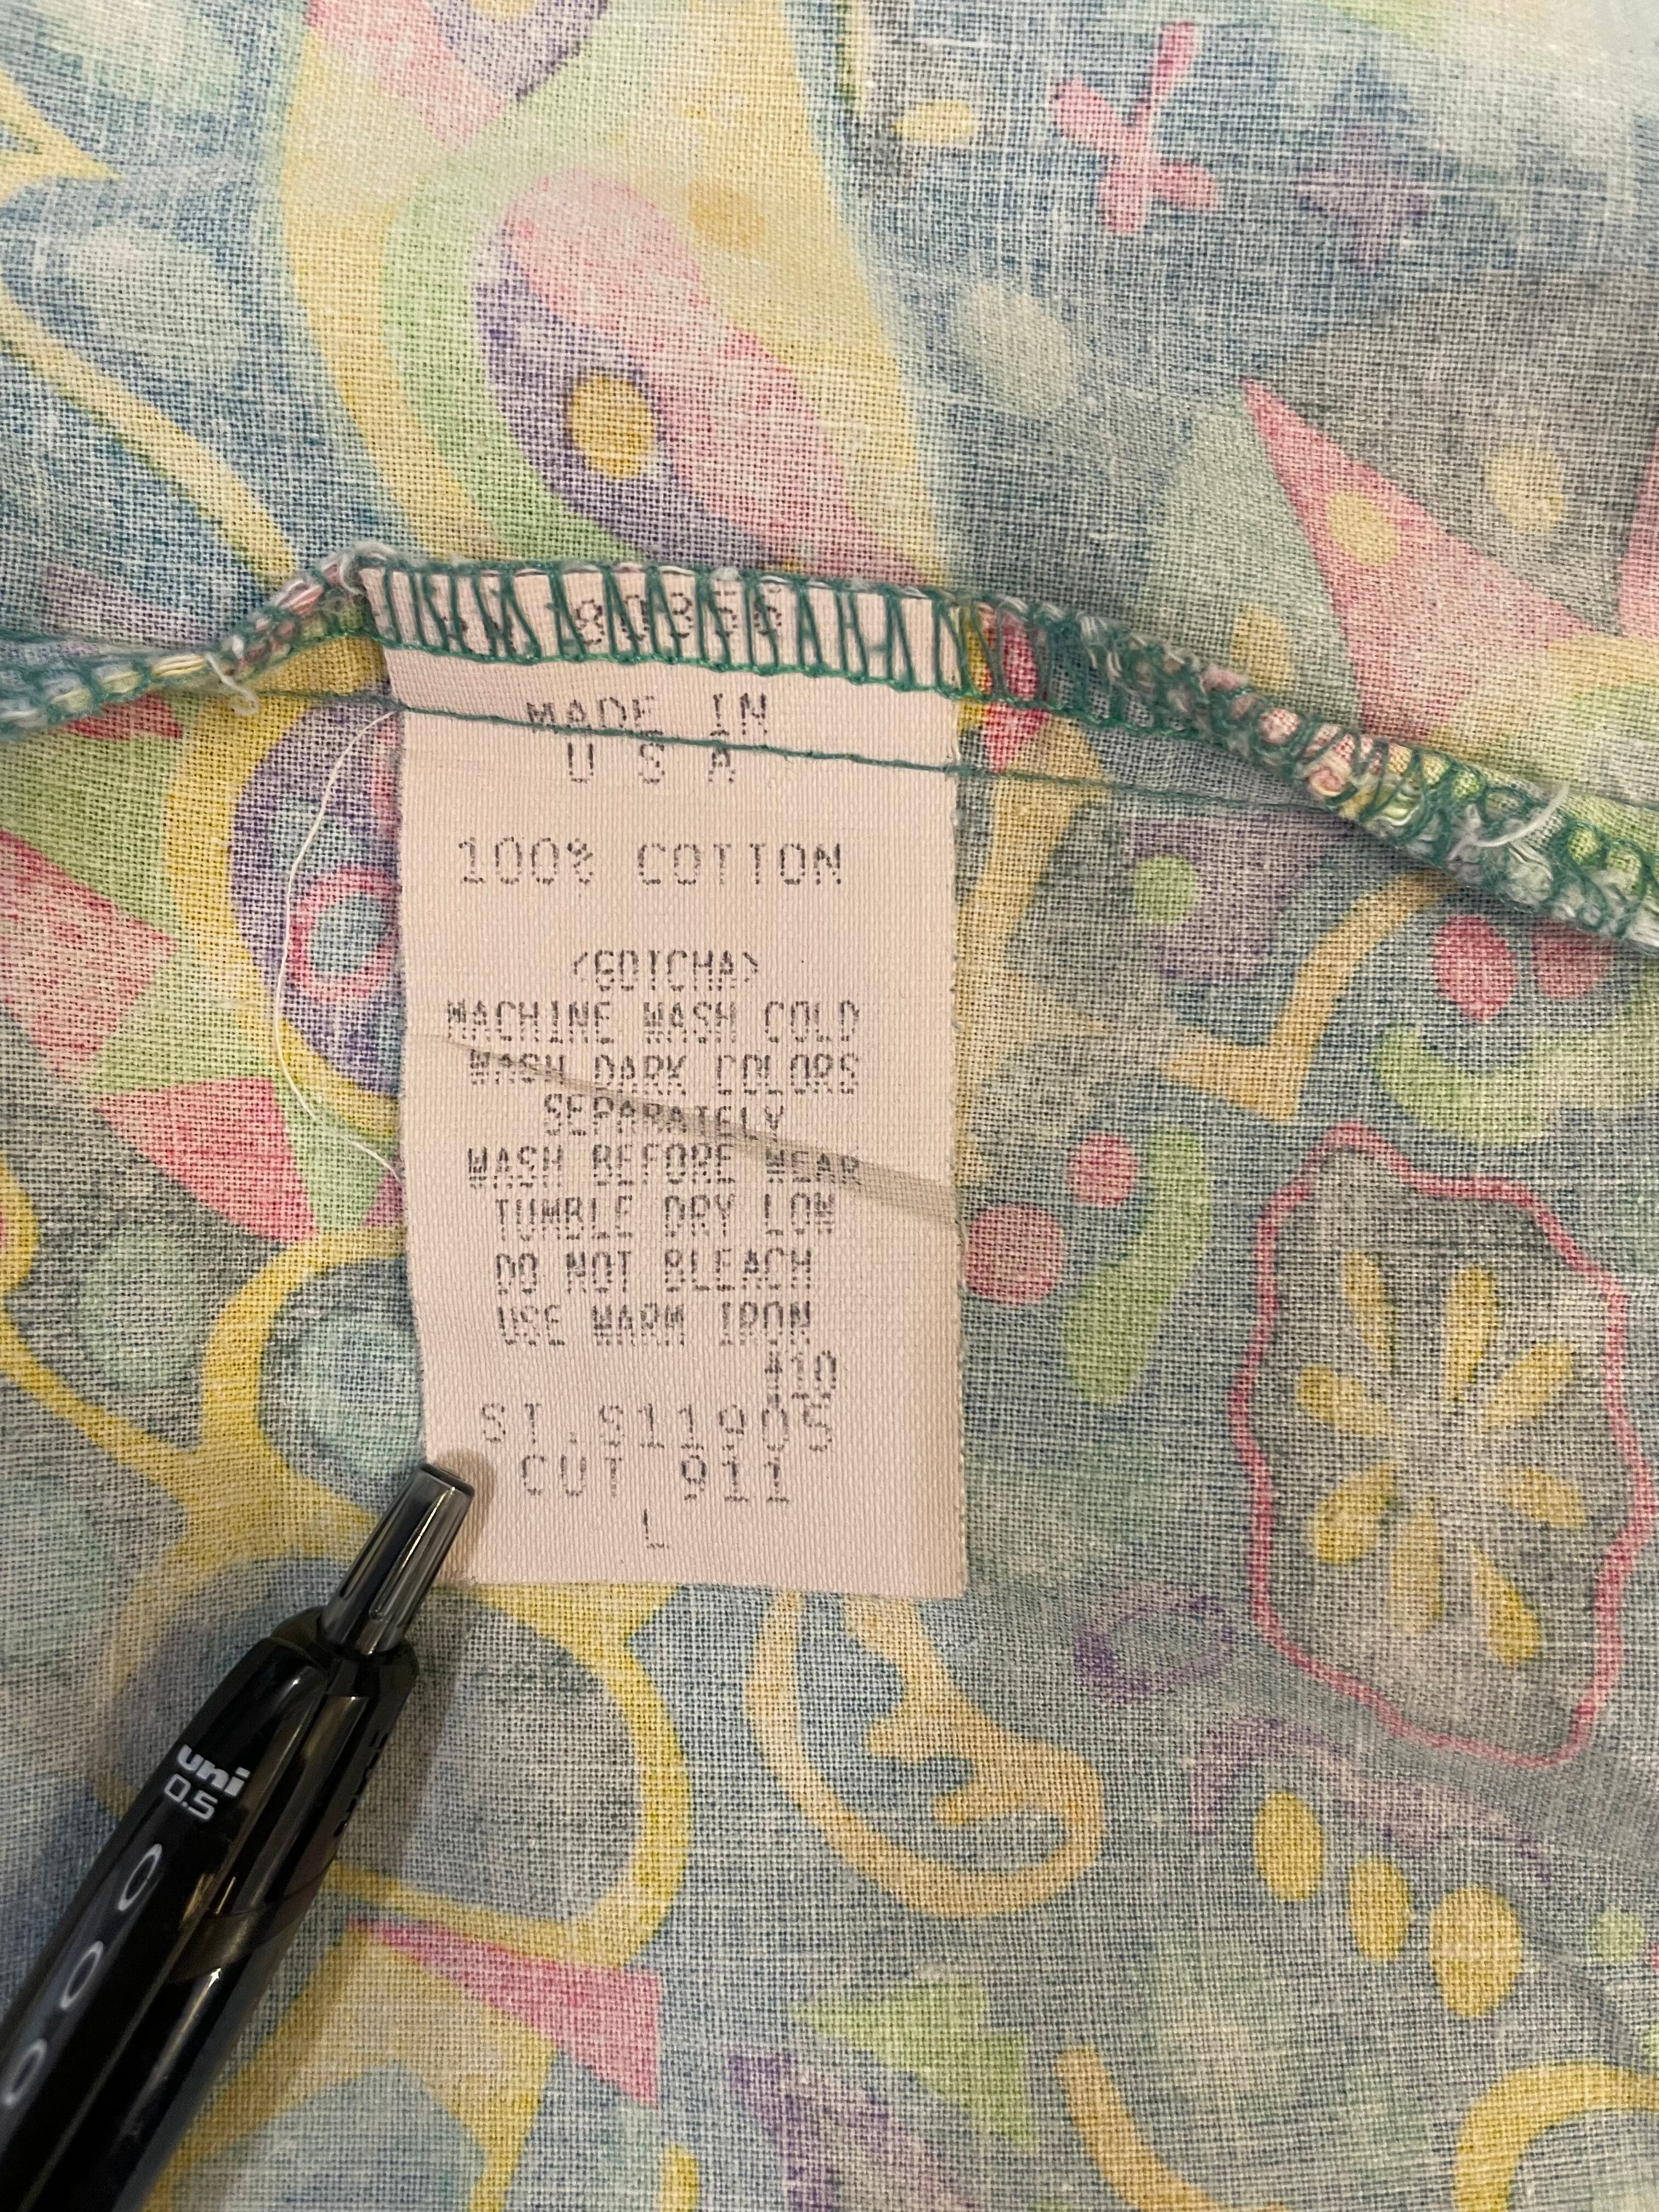 80356
MADE IN
U S A
100% COTTON
<GOTCHA>
MACHINE WASH COLD
WASH DARK COLORS
SEPARATELY
WASH BEFORE WEAR
TUMBLE DRY LOW
DO NOT BLEACH
USE WARM IRON
#10
ST.S11905
CUT 911
L
uni
0.5